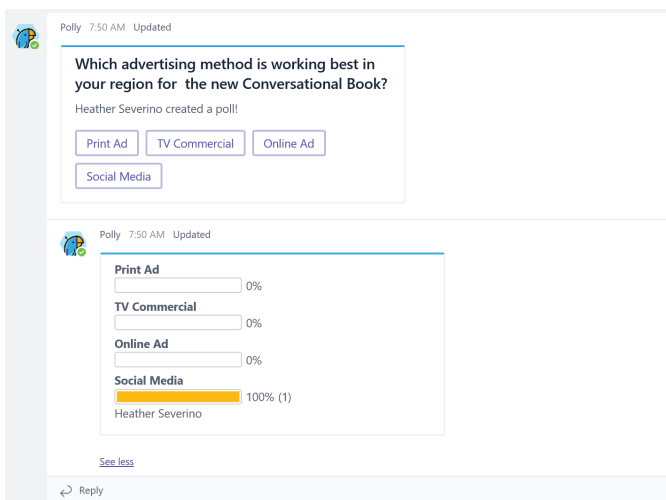 Polly 7:50 AM Updated
Which advertising method is working best in
your region for the new Conversational Book?
Heather Severino created a poll!
Print Ad TV Commercial Online Ad
Social Media
Polly 7:50 AM Updated
Print Ad
0%
TV Commercial
0%
Online Ad
0%
Social Media
100% (1)
Heather Severino
See less
Reply